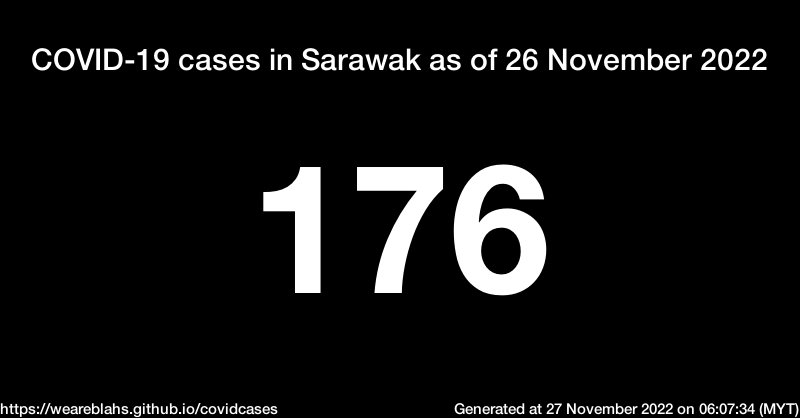 COVID-19 cases in Sarawak as of 26 November 2022
176
https://weareblahs.github.io/covidcases
Generated at 27 November 2022 on 06:07:34 (MYT)